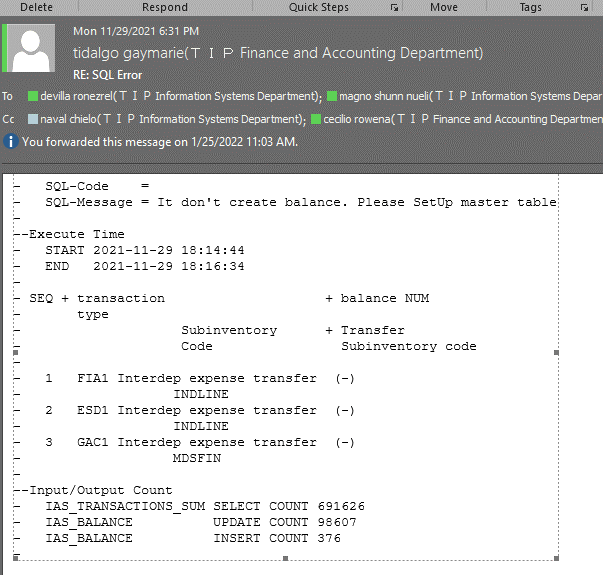 Delete Respond Quick Steps Move Tags
Mon 11/29/2021 6:31 PM
tidalgo gaymarie(ＴＩＰ Finance and Accounting Department)
RE: SQL Error
To devilla ronezrel(ＴＩＰ Information Systems Department); magno shunn nueli(ＴＩＰ Information Systems Depar
Cc naval chielo(ＴＩＰ Information Systems Department); cecilio rowena(ＴＩＰ Finance and Accounting Departmen
You forwarded this message on 1/25/2022 11:03 AM.
- SQL-Code =
- SQL-Message = It don't create balance. Please SetUp master table
-
--Execute Time
- START 2021-11-29 18:14:44
- END 2021-11-29 18:16:34
-
- SEQ + transaction + balance NUM
- type
- Subinventory + Transfer
- Code Subinventory code
-
- 1 FIA1 Interdep expense transfer (-)
- INDLINE
- 2 ESD1 Interdep expense transfer (-)
- INDLINE
- 3 GAC1 Interdep expense transfer (-)
- MDSFIN
-
--Input/Output Count
- IAS_TRANSACTIONS_SUM SELECT COUNT 691626
- IAS_BALANCE UPDATE COUNT 98607
- IAS_BALANCE INSERT COUNT 376
-